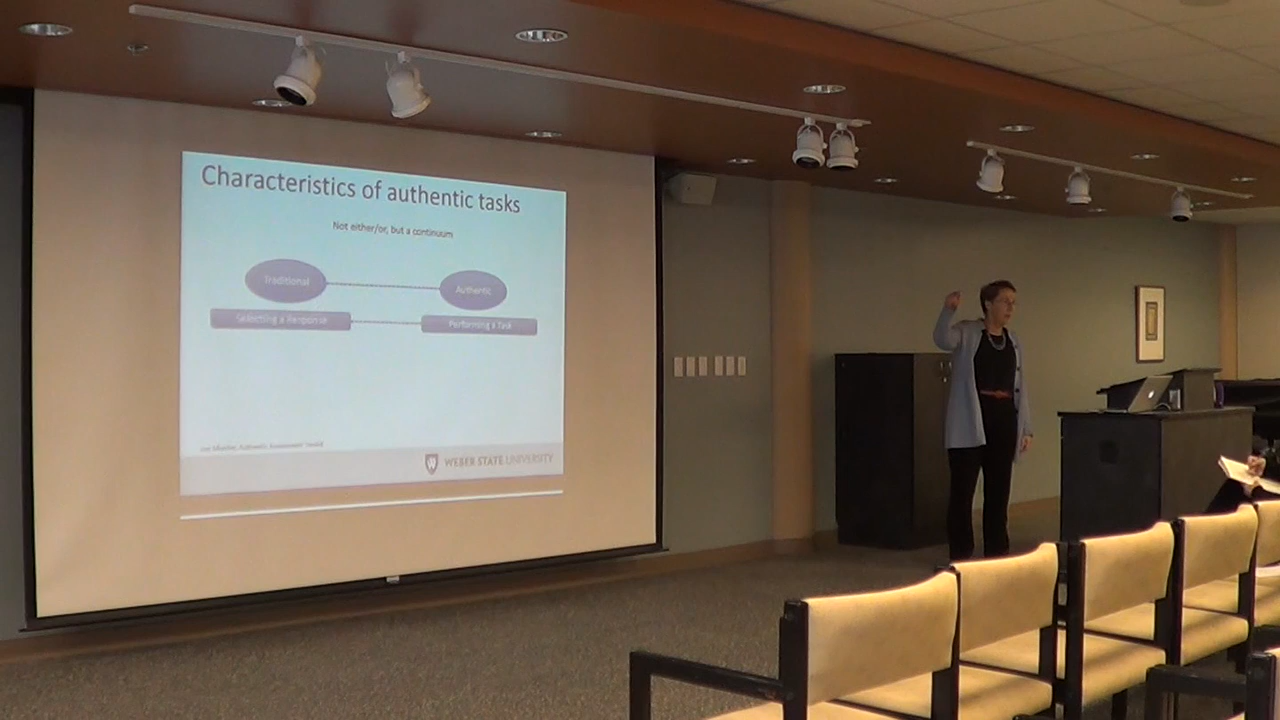 Characteristics of authentic tasks
Not either/or, but a continuum
Traditional
Authentic
Selecting a Response
Performing a Task
WEBER STATE UNIVERSITY